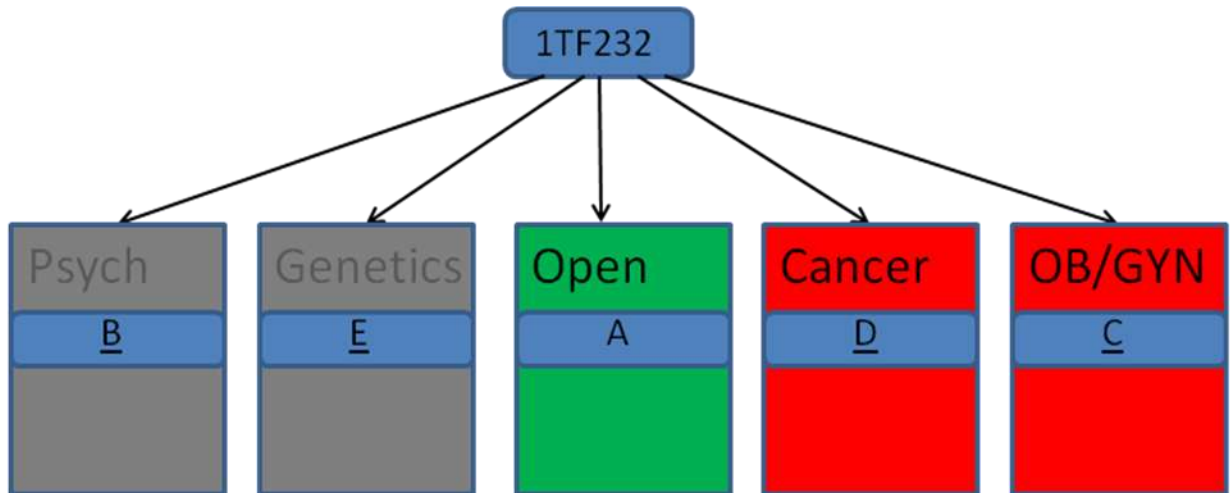 1TF232
Psych
Genetics
Open
Cancer
OB/GYN
B
E
A
D
C